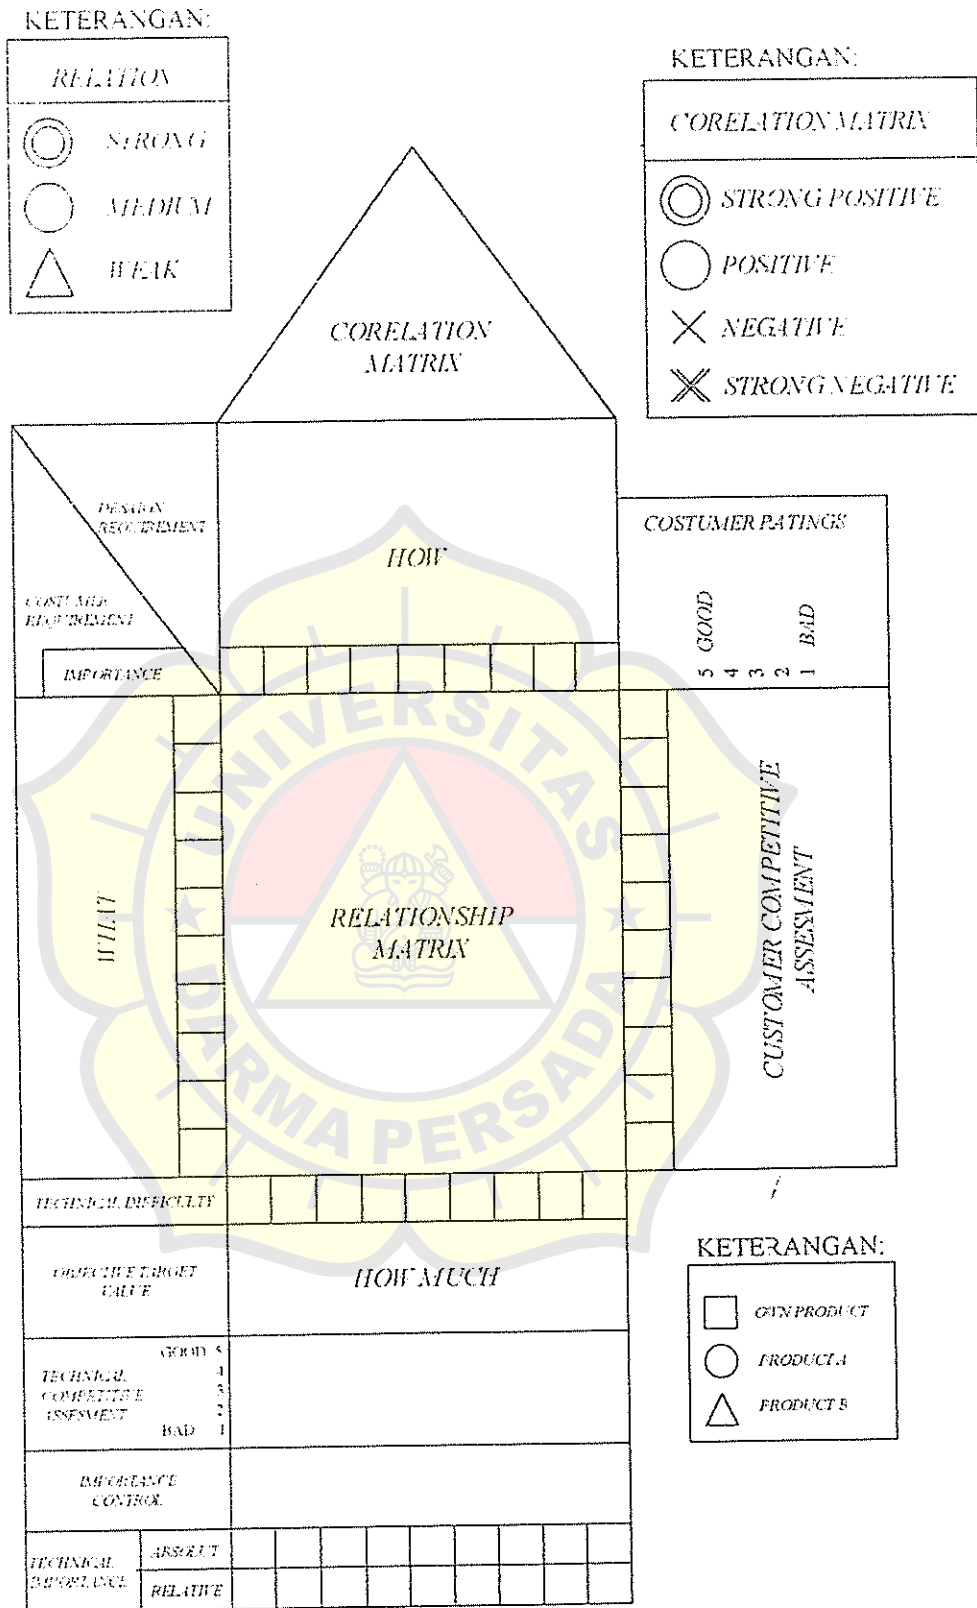 KETERANGAN:
RELATION
STRONG
MEDIUM
WEAK
KETERANGAN:
CORELATION MATRIX
STRONG POSITIVE
POSITIVE
NEGATIVE
STRONG NEGATIVE
CORELATION
MATRIX
REQUIREMENT
COSTUMER
REQUIREMENT
IMPORTANCE
HOW
COSTUMER RATINGS
5 GOOD
4
3
2
1 BAD
WHAT
RELATIONSHIP
MATRIX
CUSTOMER COMPETITIVE
ASSESMENT
UNIVERSITAS
DARMA PERSADA
TECHNICAL DIFFICULTY
OBJECTIVE TARGET
VALUE
HOW MUCH
GOOD 5
TECHNICAL 4
COMPETITIVE 3
ASSESMENT 2
BAD 1
IMPORTANCE
CONTROL
TECHNICAL
IMPORTANCE
ABSOLUT
RELATIVE
KETERANGAN:
OWN PRODUCT
PRODUCT A
PRODUCT B